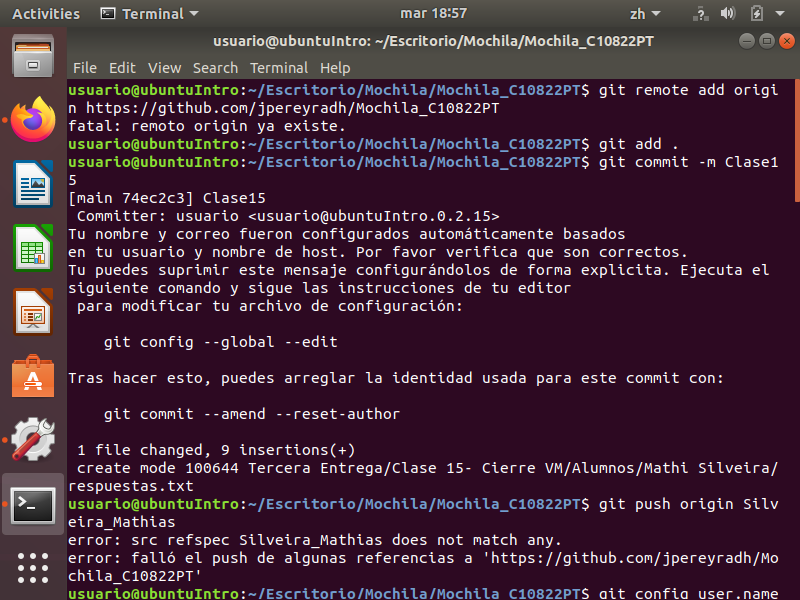 Activities Terminal mar 18:57 zh
usuario@ubuntuIntro: ~/Escritorio/Mochila/Mochila_C10822PT
File Edit View Search Terminal Help
usuario@ubuntuIntro:~/Escritorio/Mochila/Mochila_C10822PT$ git remote add origi
n https://github.com/jpereyradh/Mochila_C10822PT
fatal: remoto origin ya existe.
usuario@ubuntuIntro:~/Escritorio/Mochila/Mochila_C10822PT$ git add .
usuario@ubuntuIntro:~/Escritorio/Mochila/Mochila_C10822PT$ git commit -m Clase1
5
[main 74ec2c3] Clase15
Committer: usuario <usuario@ubuntuIntro.0.2.15>
Tu nombre y correo fueron configurados automáticamente basados
en tu usuario y nombre de host. Por favor verifica que son correctos.
Tu puedes suprimir este mensaje configurándolos de forma explicita. Ejecuta el
siguiente comando y sigue las instrucciones de tu editor
para modificar tu archivo de configuración:
git config --global --edit
Tras hacer esto, puedes arreglar la identidad usada para este commit con:
git commit --amend --reset-author
1 file changed, 9 insertions(+)
create mode 100644 Tercera Entrega/Clase 15- Cierre VM/Alumnos/Mathi Silveira/
respuestas.txt
usuario@ubuntuIntro:~/Escritorio/Mochila/Mochila_C10822PT$ git push origin Silv
eira_Mathias
error: src refspec Silveira_Mathias does not match any.
error: falló el push de algunas referencias a 'https://github.com/jpereyradh/Mo
chila_C10822PT'
usuario@ubuntuIntro:~/Escritorio/Mochila/Mochila_C10822PT$ git config user.name